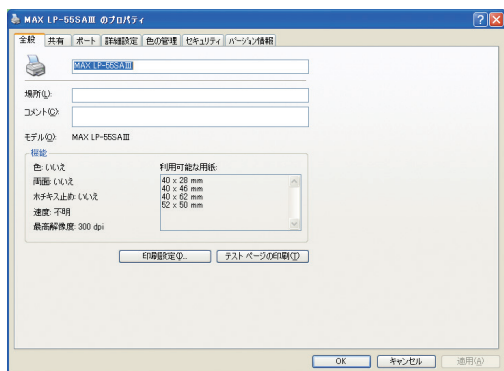 MAX LP-55SAⅢ のプロパティ
全般 共有 ポート 詳細設定 色の管理 セキュリティ バージョン情報
MAX LP-55SAⅢ
場所(L):
コメント(C):
モデル(O): MAX LP-55SAⅢ
機能
色: いいえ
両面: いいえ
ホチキス止め: いいえ
速度: 不明
最高解像度: 300 dpi
利用可能な用紙:
40 x 28 mm
40 x 46 mm
40 x 62 mm
52 x 50 mm
印刷設定(I)... テスト ページの印刷(T)
OK キャンセル 適用(A)